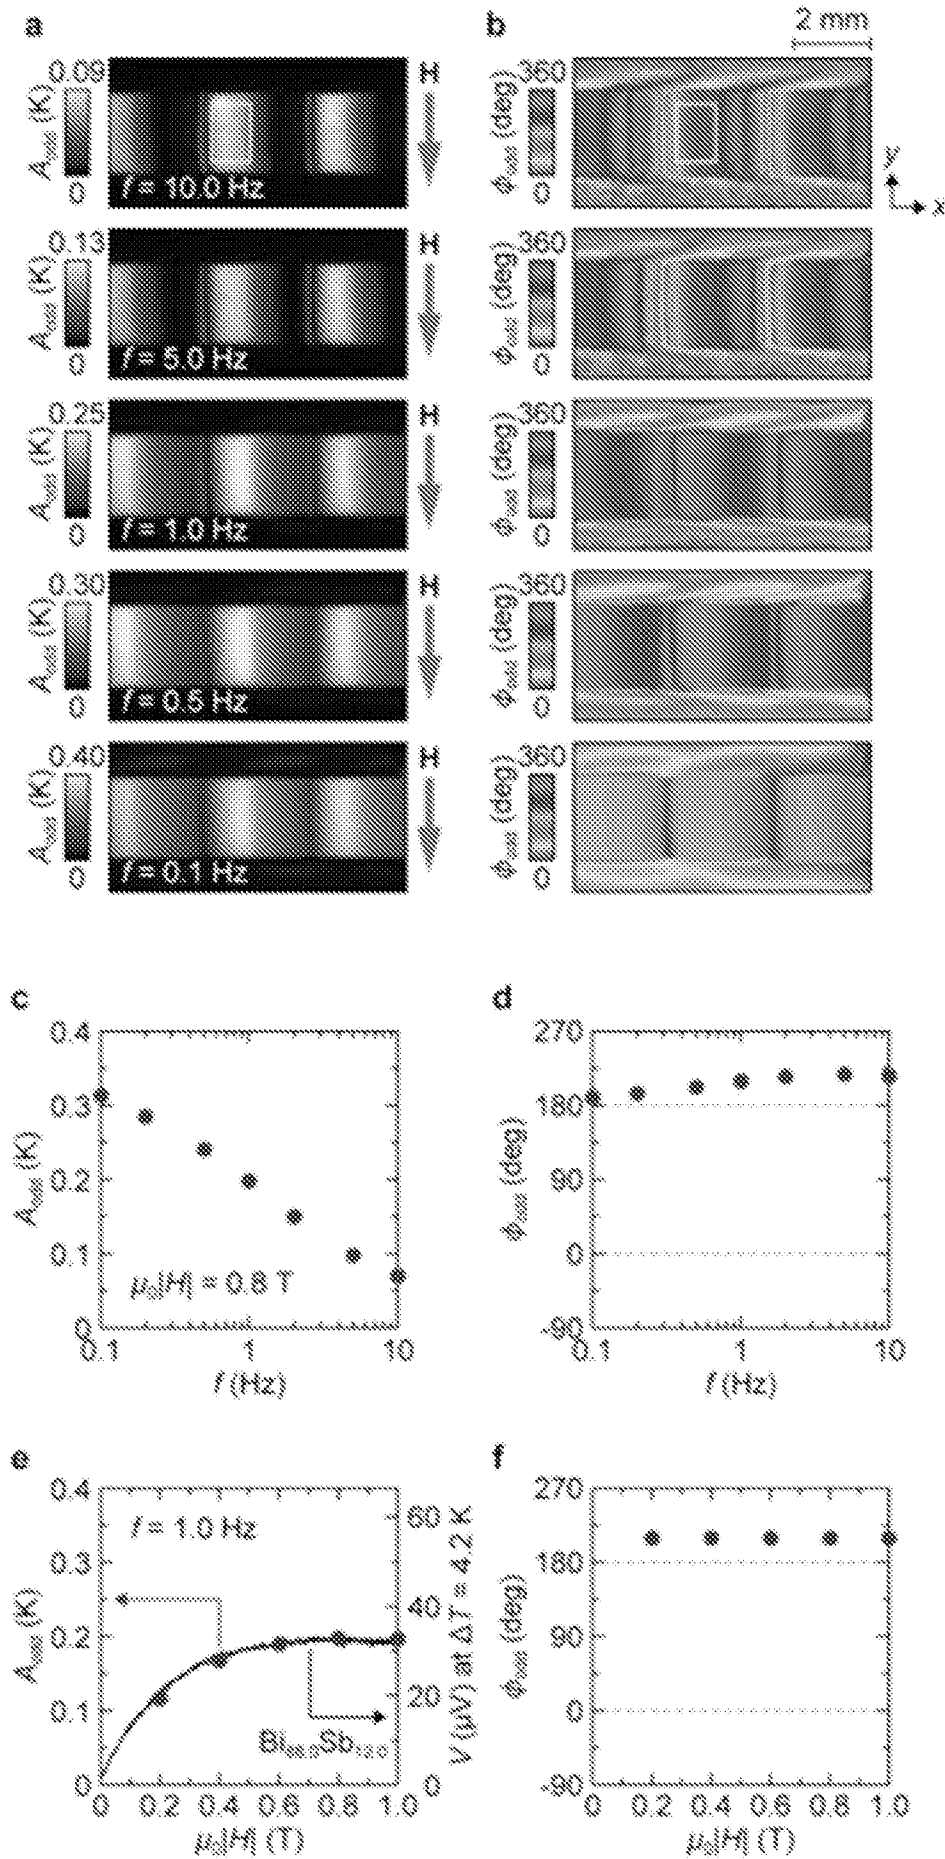 a
b
2 mm
0.09
A_odd (K)
0
f = 10.0 Hz
H
360
ϕ_odd (deg)
0
y
x
0.13
A_odd (K)
0
f = 5.0 Hz
H
360
ϕ_odd (deg)
0
0.25
A_odd (K)
0
f = 1.0 Hz
H
360
ϕ_odd (deg)
0
0.30
A_odd (K)
0
f = 0.5 Hz
H
360
ϕ_odd (deg)
0
0.40
A_odd (K)
0
f = 0.1 Hz
H
360
ϕ_odd (deg)
0
c
0.4
0.3
0.2
0.1
0
A_odd (K)
μ₀|H| = 0.8 T
0.1 1 10
f (Hz)
d
270
180
90
0
-90
ϕ_odd (deg)
0.1 1 10
f (Hz)
e
0.4
0.3
0.2
0.1
0
A_odd (K)
f = 1.0 Hz
60
40
20
0
V (μV) at ΔT = 4.2 K
Bi₈₈.₀Sb₁₂.₀
0 0.2 0.4 0.6 0.8 1.0
μ₀|H| (T)
f
270
180
90
0
-90
ϕ_odd (deg)
0 0.2 0.4 0.6 0.8 1.0
μ₀|H| (T)